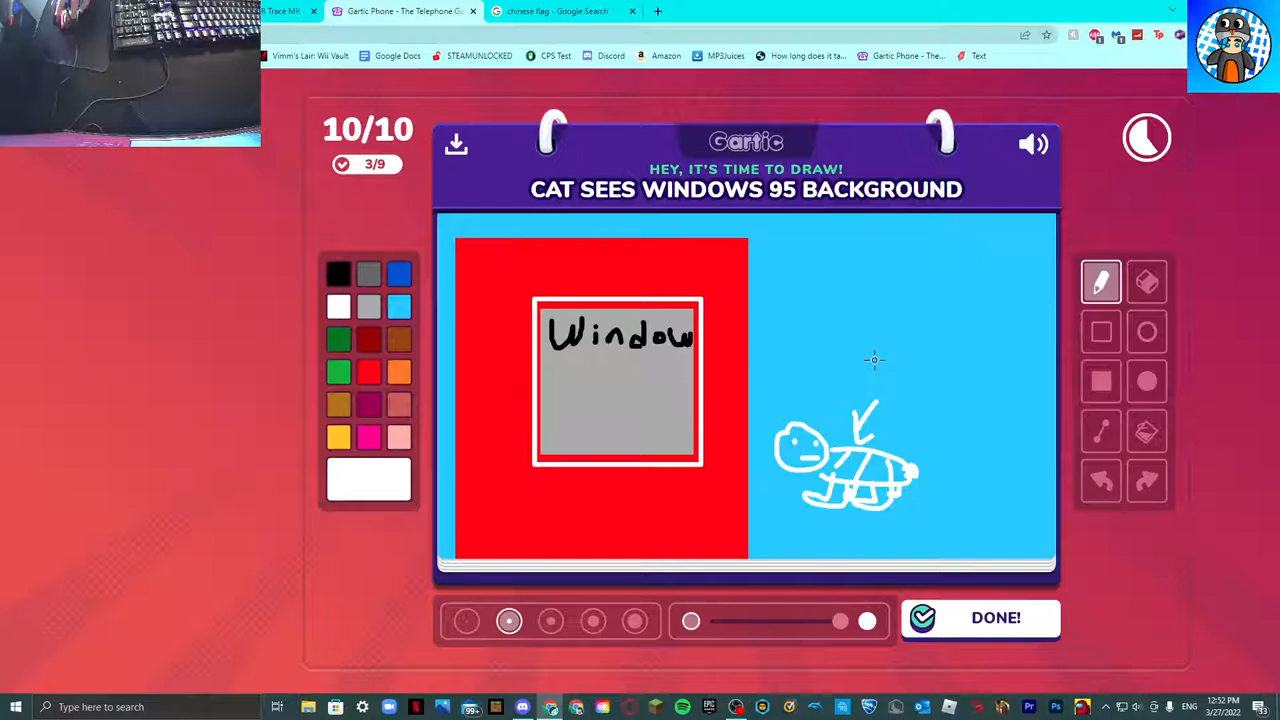 R Trace MR
Gartic Phone - The Telephone Ga
chinese flag - Google Search
Vimm's Lair: Wii Vault
Google Docs
STEAMUNLOCKED
CPS Test
Discord
Amazon
MP3Juices
How long does it ta...
Gartic Phone - The...
Text
10/10
3/9
Gartic
HEY, IT'S TIME TO DRAW!
CAT SEES WINDOWS 95 BACKGROUND
Window
DONE!
Type here to search
99+
12:52 PM
3/27/2022